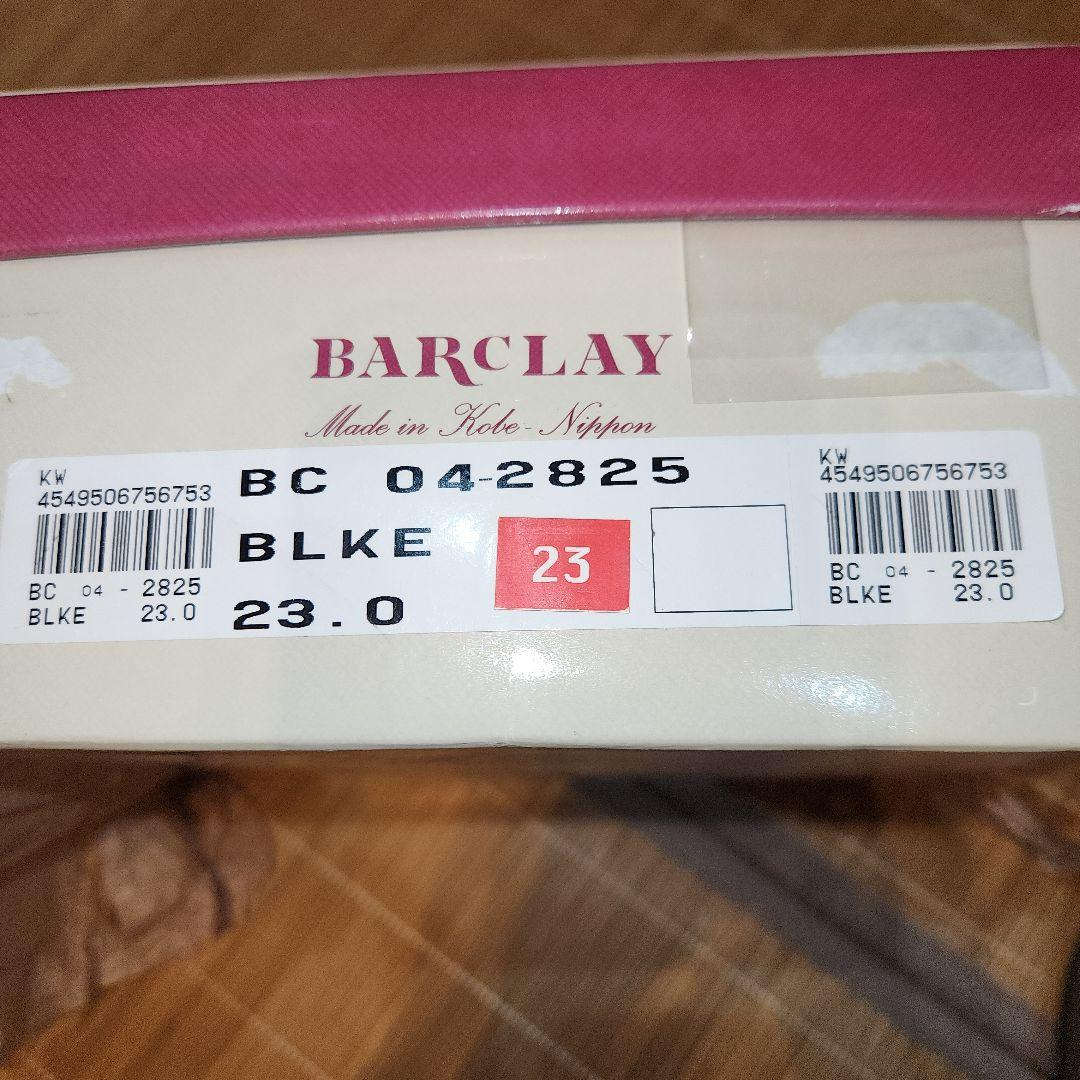 BARCLAY
Made in Kobe - Nippon
KW
4549506756753
BC 04 - 2825
BLKE 23.0
BC 04-2825
BLKE
23.0
23
KW
4549506756753
BC 04 - 2825
BLKE 23.0